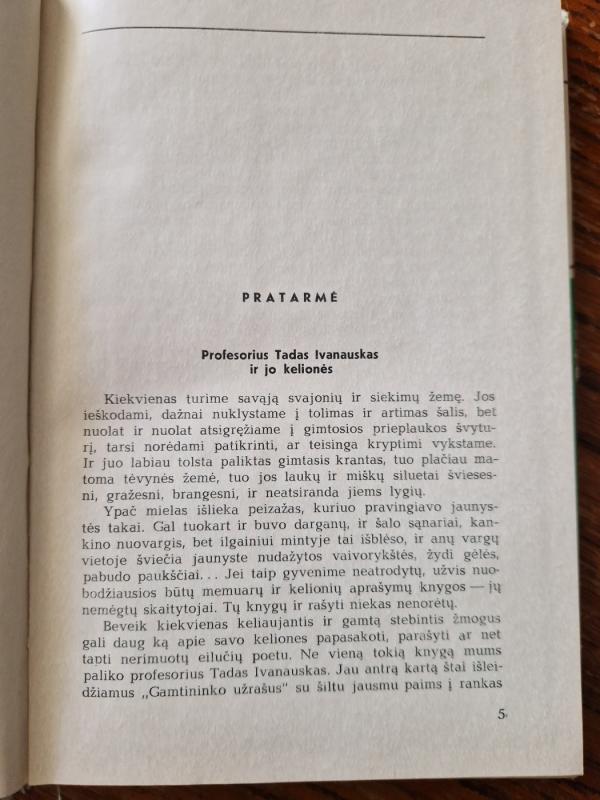 PRATARMĖ
Profesorius Tadas Ivanauskas
ir jo kelionės
Kiekvienas turime savąją svajonių ir siekimų žemę. Jos
ieškodami, dažnai nuklystame į tolimas ir artimas šalis, bet
nuolat ir nuolat atsigręžiame į gimtosios prieplaukos švytu-
rį, tarsi norėdami patikrinti, ar teisinga kryptimi vykstame.
Ir juo labiau tolsta paliktas gimtasis krantas, tuo plačiau ma-
toma tėvynės žemė, tuo jos laukų ir miškų siluetai švieses-
ni, gražesni, brangesni, ir neatsiranda jiems lygių.
Ypač mielas išlieka peizažas, kuriuo pravingiavo jaunys-
tės takai. Gal tuokart ir buvo darganų, ir šalo sąnariai, kan-
kino nuovargis, bet ilgainiui mintyje tai išblėso, ir anų vargų
vietoje šviečia jaunyste nudažytos vaivorykštės, žydi gėlės,
pabudo paukščiai... Jei taip gyvenime neatrodytų, užvis nuo-
bodžiausios būtų memuarų ir kelionių aprašymų knygos — jų
nemėgtų skaitytojai. Tų knygų ir rašyti niekas nenorėtų.
Beveik kiekvienas keliaujantis ir gamtą stebintis žmogus
gali daug ką apie savo keliones papasakoti, parašyti ar net
tapti nerimuotų eilučių poetu. Ne vieną tokią knygą mums
paliko profesorius Tadas Ivanauskas. Jau antrą kartą štai išlei-
džiamus „Gamtininko užrašus" su šiltu jausmu paims į rankas
5